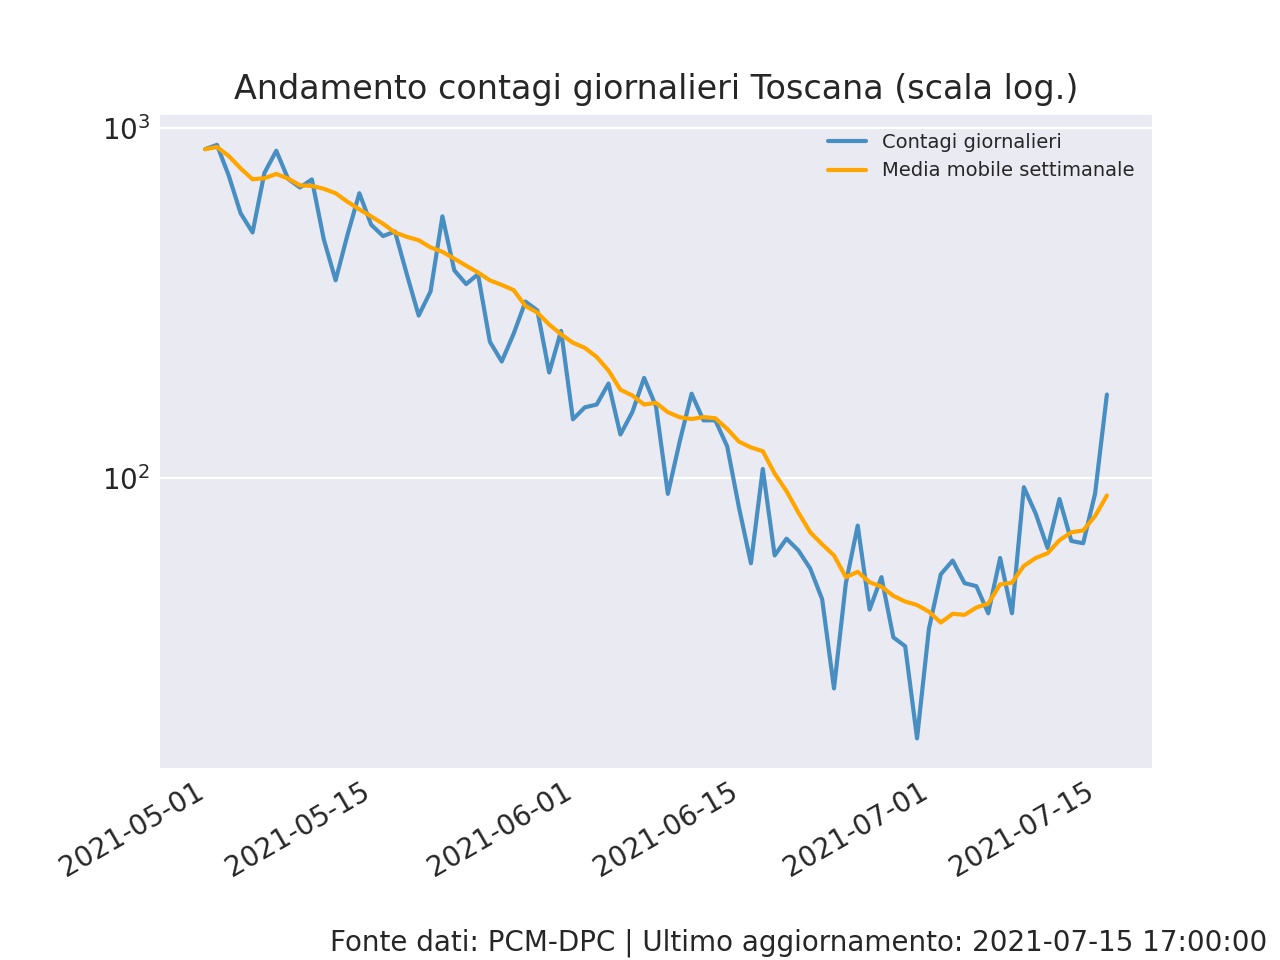 Andamento contagi giornalieri Toscana (scala log.)
10³
Contagi giornalieri
Media mobile settimanale
10²
2021-05-01
2021-05-15
2021-06-01
2021-06-15
2021-07-01
2021-07-15
Fonte dati: PCM-DPC | Ultimo aggiornamento: 2021-07-15 17:00:00